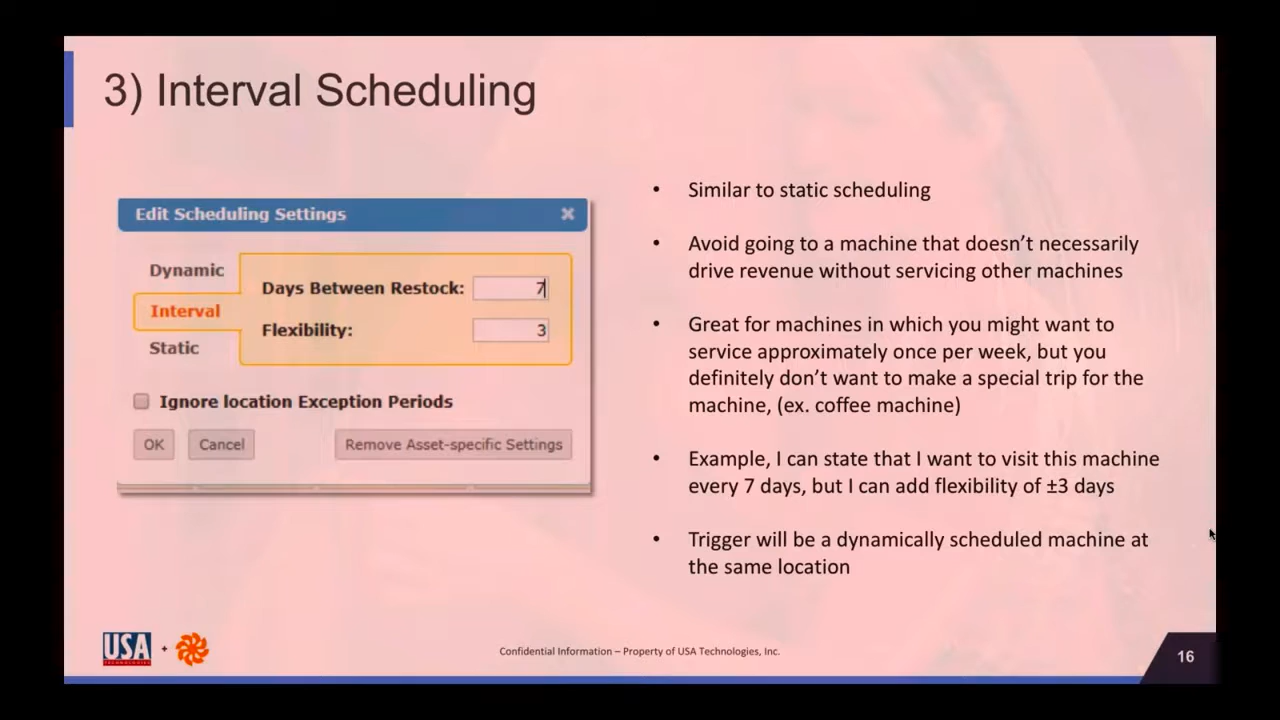 3) Interval Scheduling
Edit Scheduling Settings
Dynamic
Interval
Static
Days Between Restock: 7
Flexibility: 3
Ignore location Exception Periods
OK Cancel Remove Asset-specific Settings
• Similar to static scheduling
• Avoid going to a machine that doesn’t necessarily
drive revenue without servicing other machines
• Great for machines in which you might want to
service approximately once per week, but you
definitely don’t want to make a special trip for the
machine, (ex. coffee machine)
• Example, I can state that I want to visit this machine
every 7 days, but I can add flexibility of ±3 days
• Trigger will be a dynamically scheduled machine at
the same location
USA
TECHNOLOGIES
+
Confidential Information – Property of USA Technologies, Inc.
16